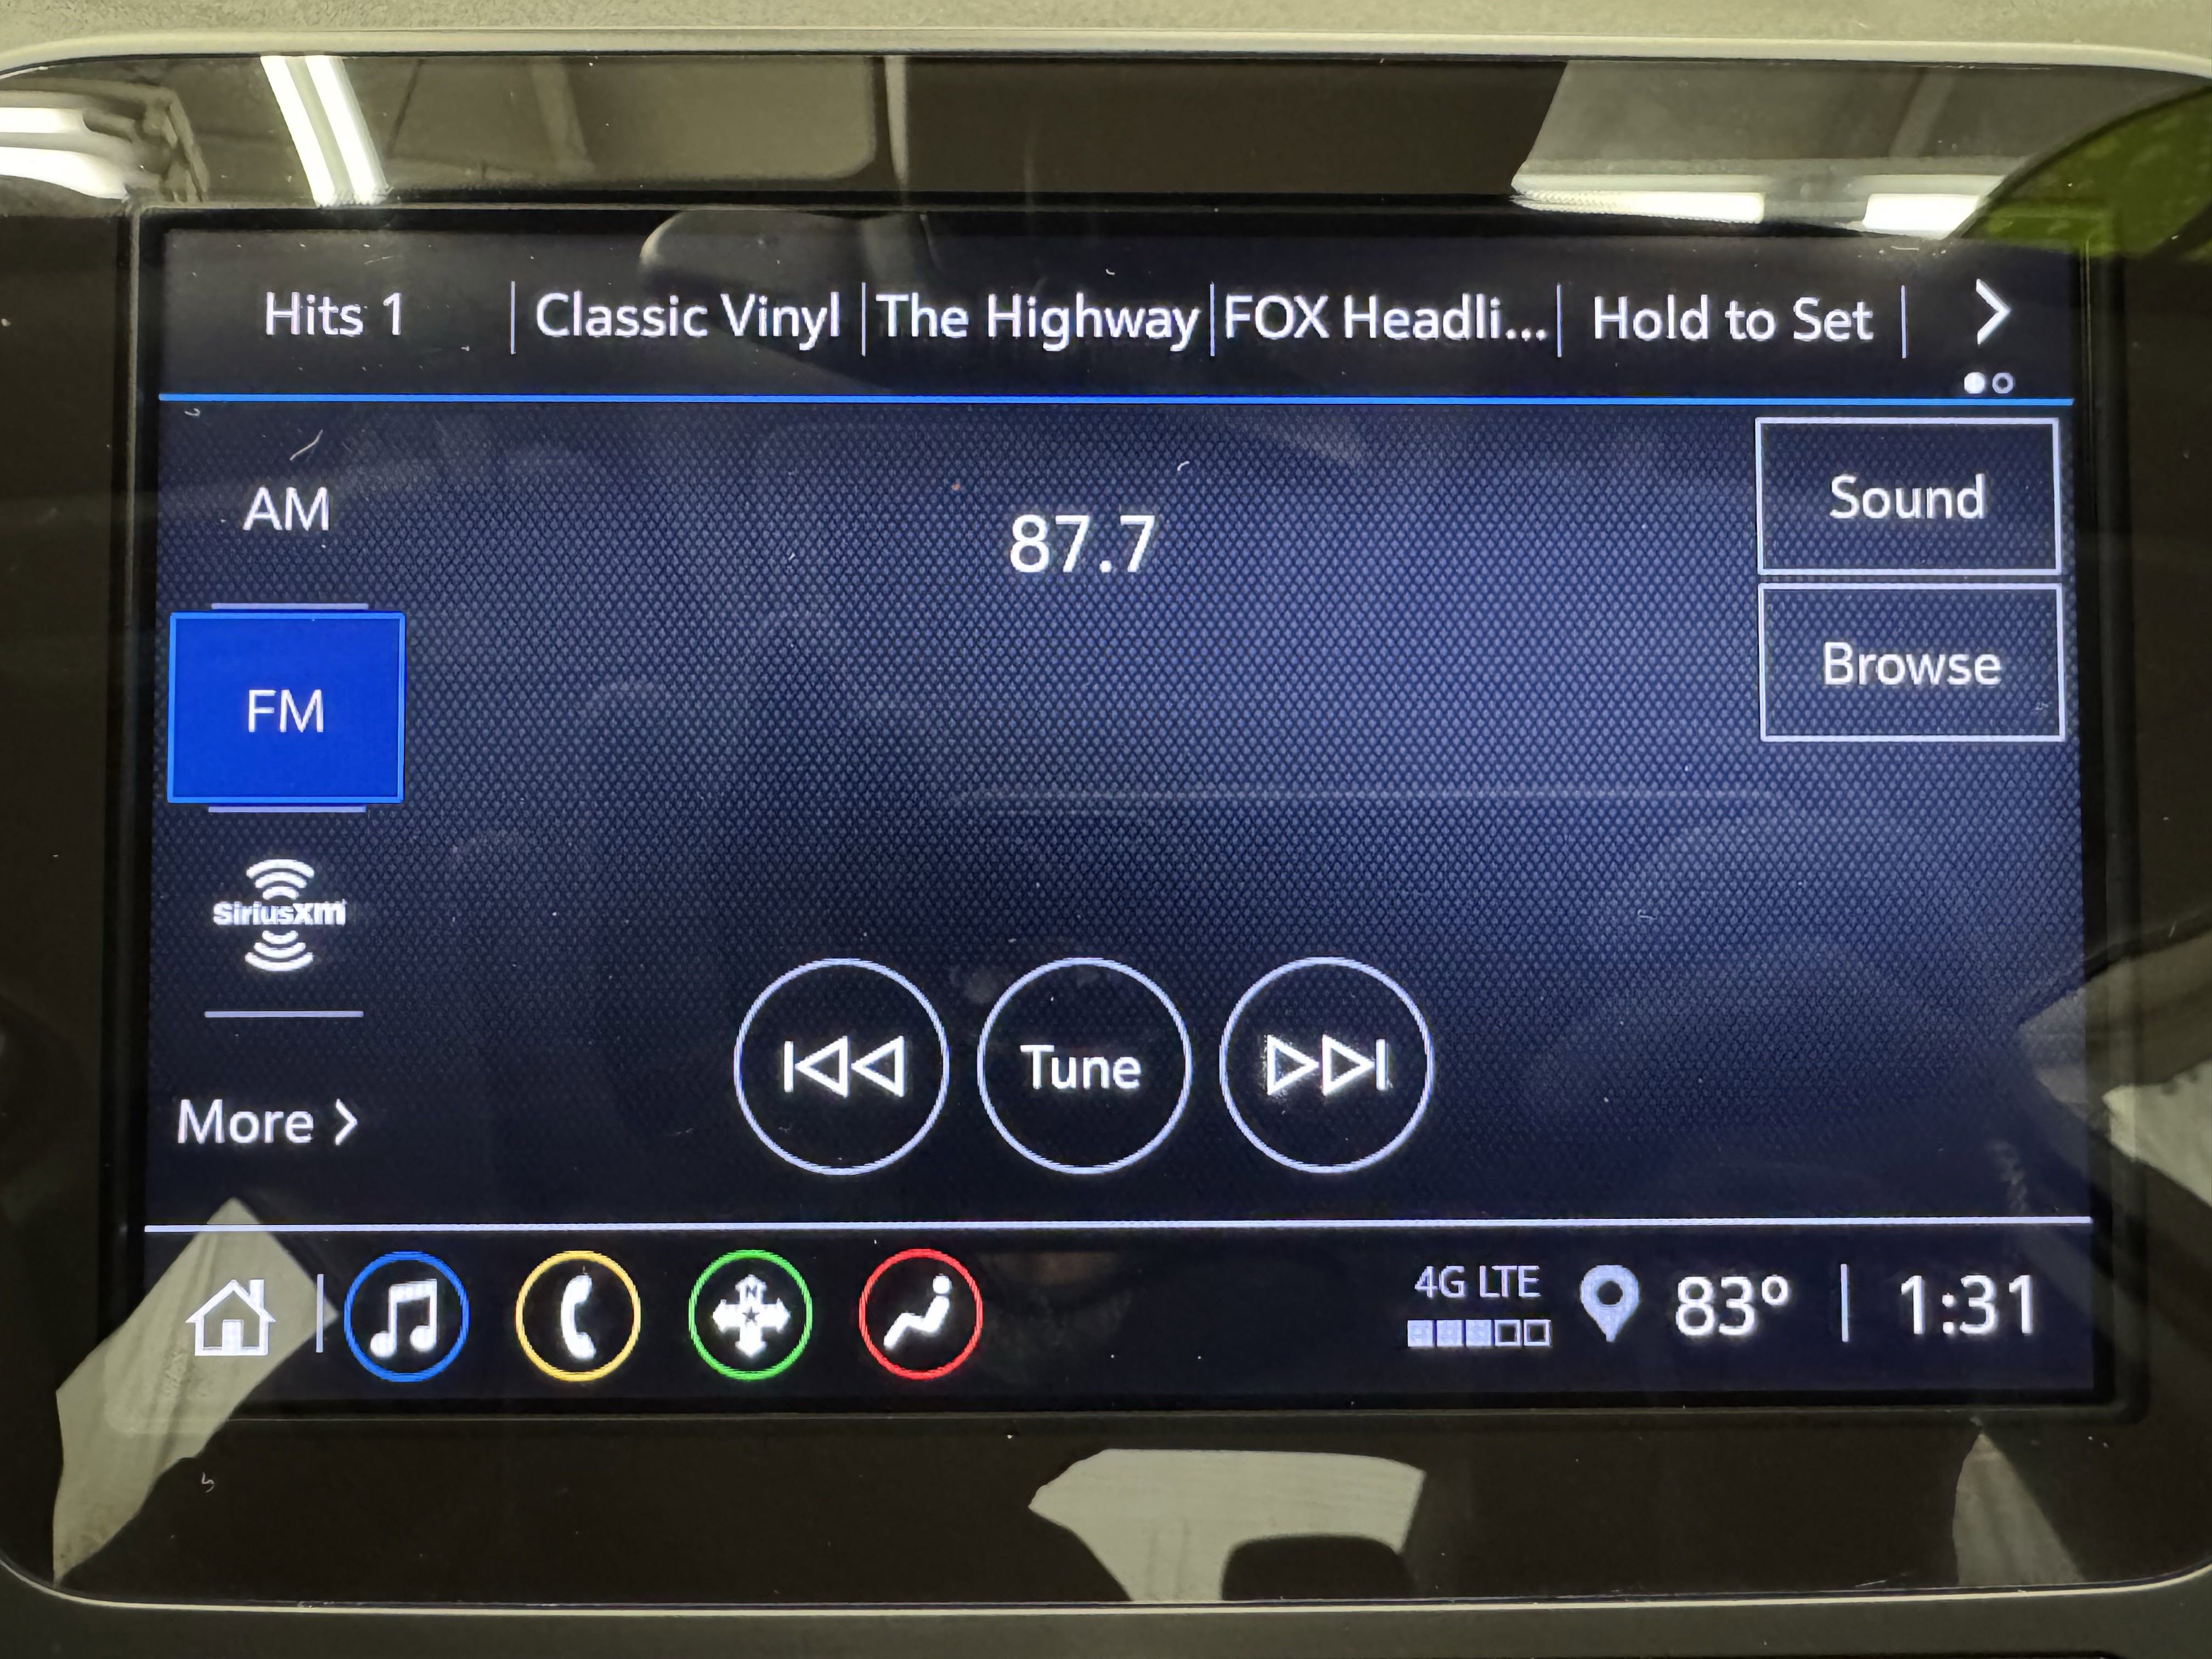 Hits 1 | Classic Vinyl | The Highway | FOX Headli... | Hold to Set
AM
87.7
Sound
FM
Browse
SiriusXm
More >
Tune
N
4G LTE
83° | 1:31